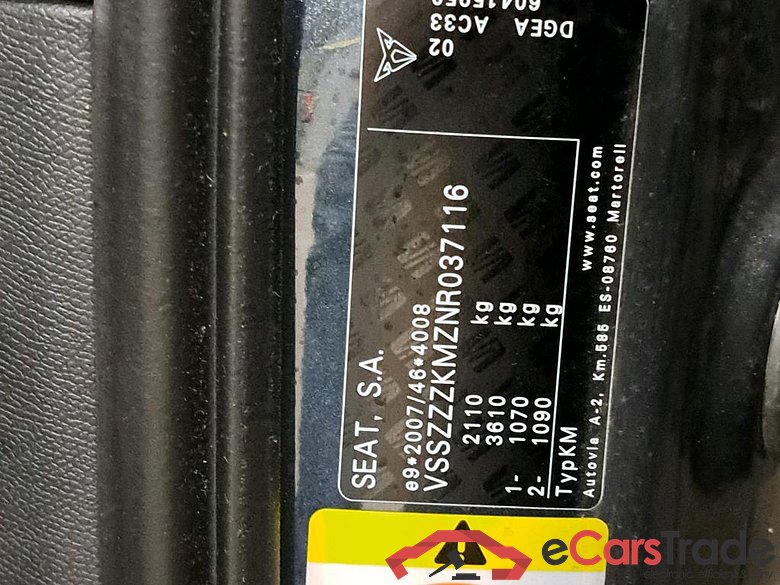 SEAT, S.A.
e9*2007/46*4008
VSSZZZKMZNR037116
2110 kg
3610 kg
1- 1070 kg
2- 1090 kg
TypKM
www.seat.com
Autovia A-2, Km.585 ES-08760 Martorell
02
AC33
DGEA
eCarsTrade